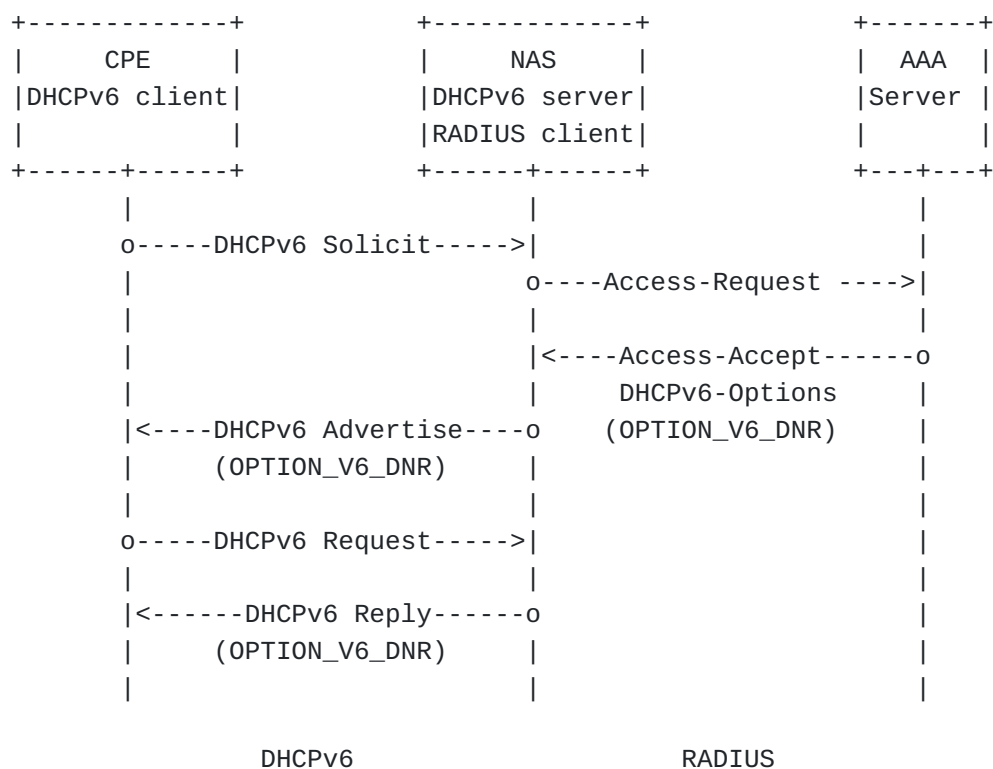 CPE NAS AAA
DHCPv6 client DHCPv6 server Server
RADIUS client
DHCPv6 Solicit
Access-Request
Access-Accept
DHCPv6-Options
DHCPv6 Advertise (OPTION_V6_DNR)
(OPTION_V6_DNR)
DHCPv6 Request
DHCPv6 Reply
(OPTION_V6_DNR)
DHCPv6 RADIUS